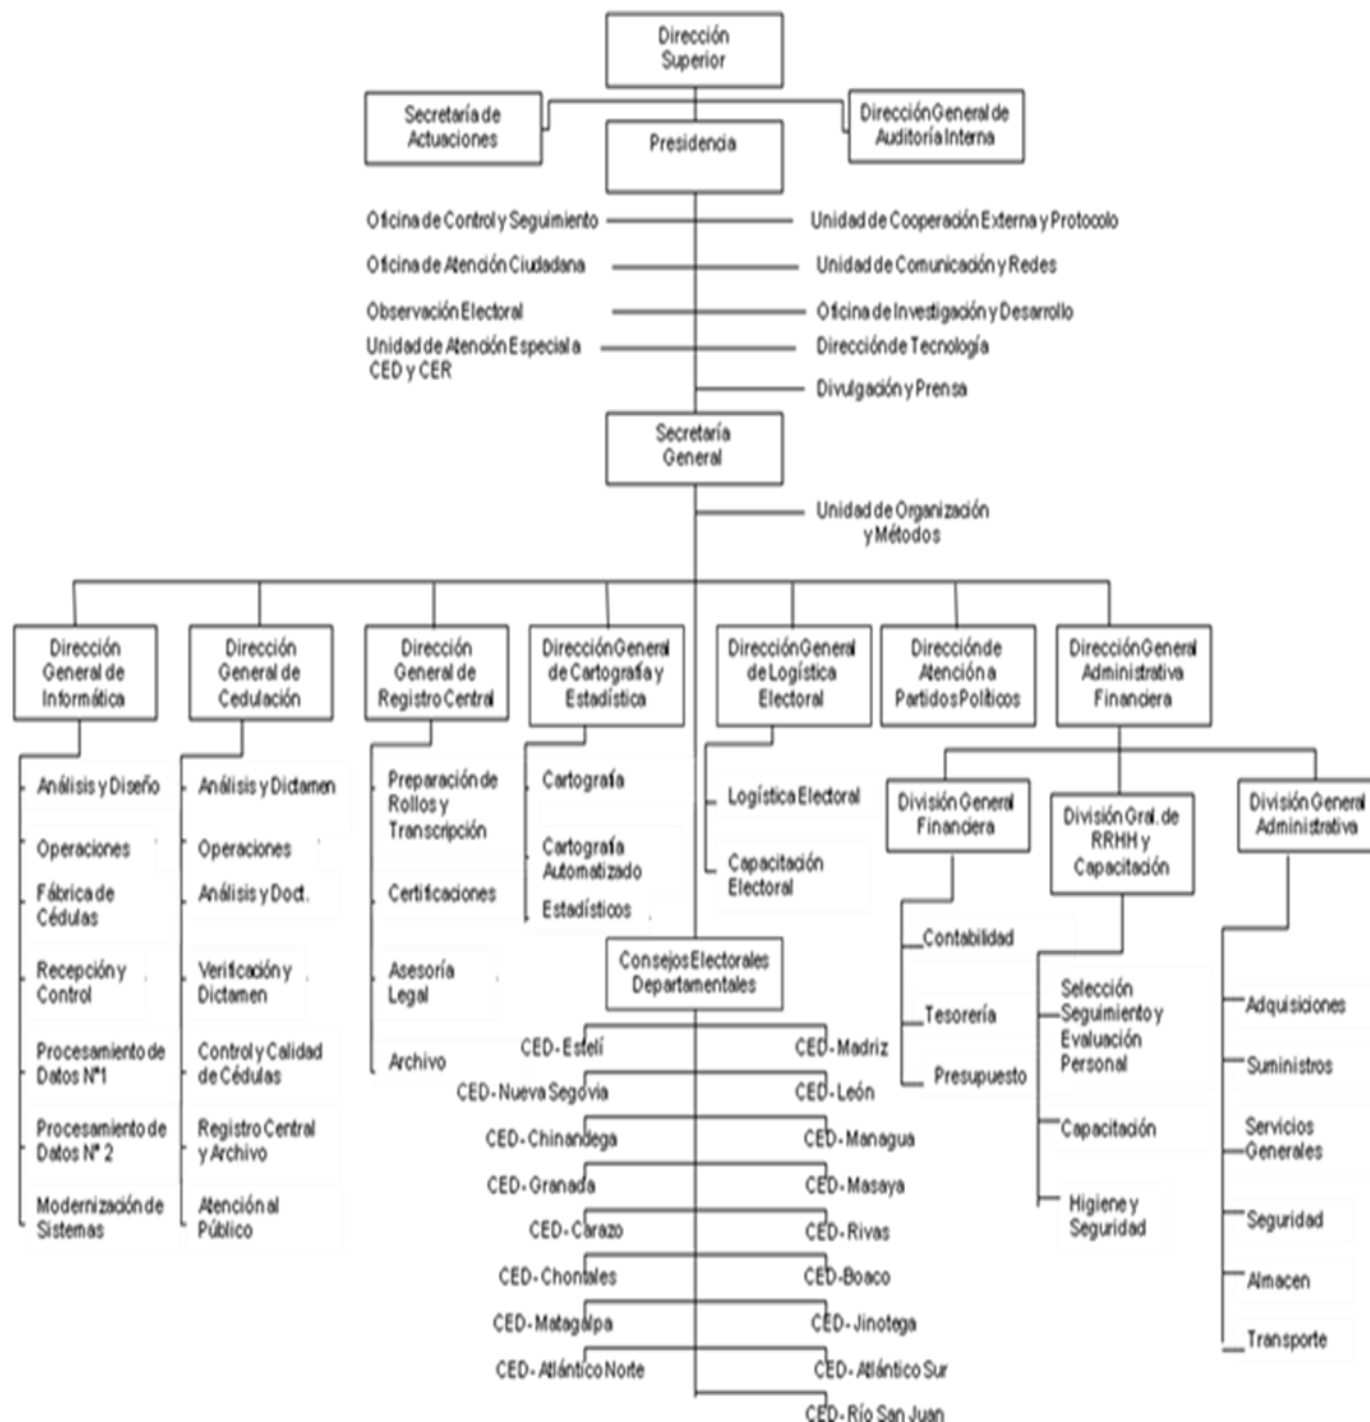 Dirección
Superior
Secretaría de
Actuaciones
Dirección General de
Auditoría Interna
Presidencia
Oficina de Control y Seguimiento
Unidad de Cooperación Externa y Protocolo
Oficina de Atención Ciudadana
Unidad de Comunicación y Redes
Observación Electoral
Oficina de Investigación y Desarrollo
Unidad de Atención Especial a
CED y CER
Dirección de Tecnología
Divulgación y Prensa
Secretaría
General
Unidad de Organización
y Métodos
Dirección
General de
Informática
Dirección
General de
Cedulación
Dirección
General de
Registro Central
Dirección General
de Cartografía y
Estadística
Dirección General
de Logística
Electoral
Dirección de
Atención a
Partidos Políticos
Dirección General
Administrativa
Financiera
Análisis y Diseño
Operaciones
Fábrica de
Cédulas
Recepción y
Control
Procesamiento de
Datos N°1
Procesamiento de
Datos N° 2
Modernización de
Sistemas
Análisis y Dictamen
Operaciones
Análisis y Doct.
Verificación y
Dictamen
Control y Calidad
de Cédulas
Registro Central
y Archivo
Atención al
Público
Preparación de
Rollos y
Transcripción
Certificaciones
Asesoría
Legal
Archivo
Cartografía
Cartografía
Automatizado
Estadísticos
Logística Electoral
Capacitación
Electoral
División General
Financiera
División Gral. de
RRHH y
Capacitación
División General
Administrativa
Contabilidad
Tesorería
Presupuesto
Selección
Seguimiento y
Evaluación
Personal
Capacitación
Higiene y
Seguridad
Adquisiciones
Suministros
Servicios
Generales
Seguridad
Almacen
Transporte
Consejos Electorales
Departamentales
CED - Estelí
CED - Madriz
CED - Nueva Segovia
CED - León
CED - Chinandega
CED - Managua
CED - Granada
CED - Masaya
CED - Carazo
CED - Rivas
CED - Chontales
CED-Boaco
CED - Matagalpa
CED - Jinotega
CED - Atlántico Norte
CED - Atlántico Sur
CED - Río San Juan